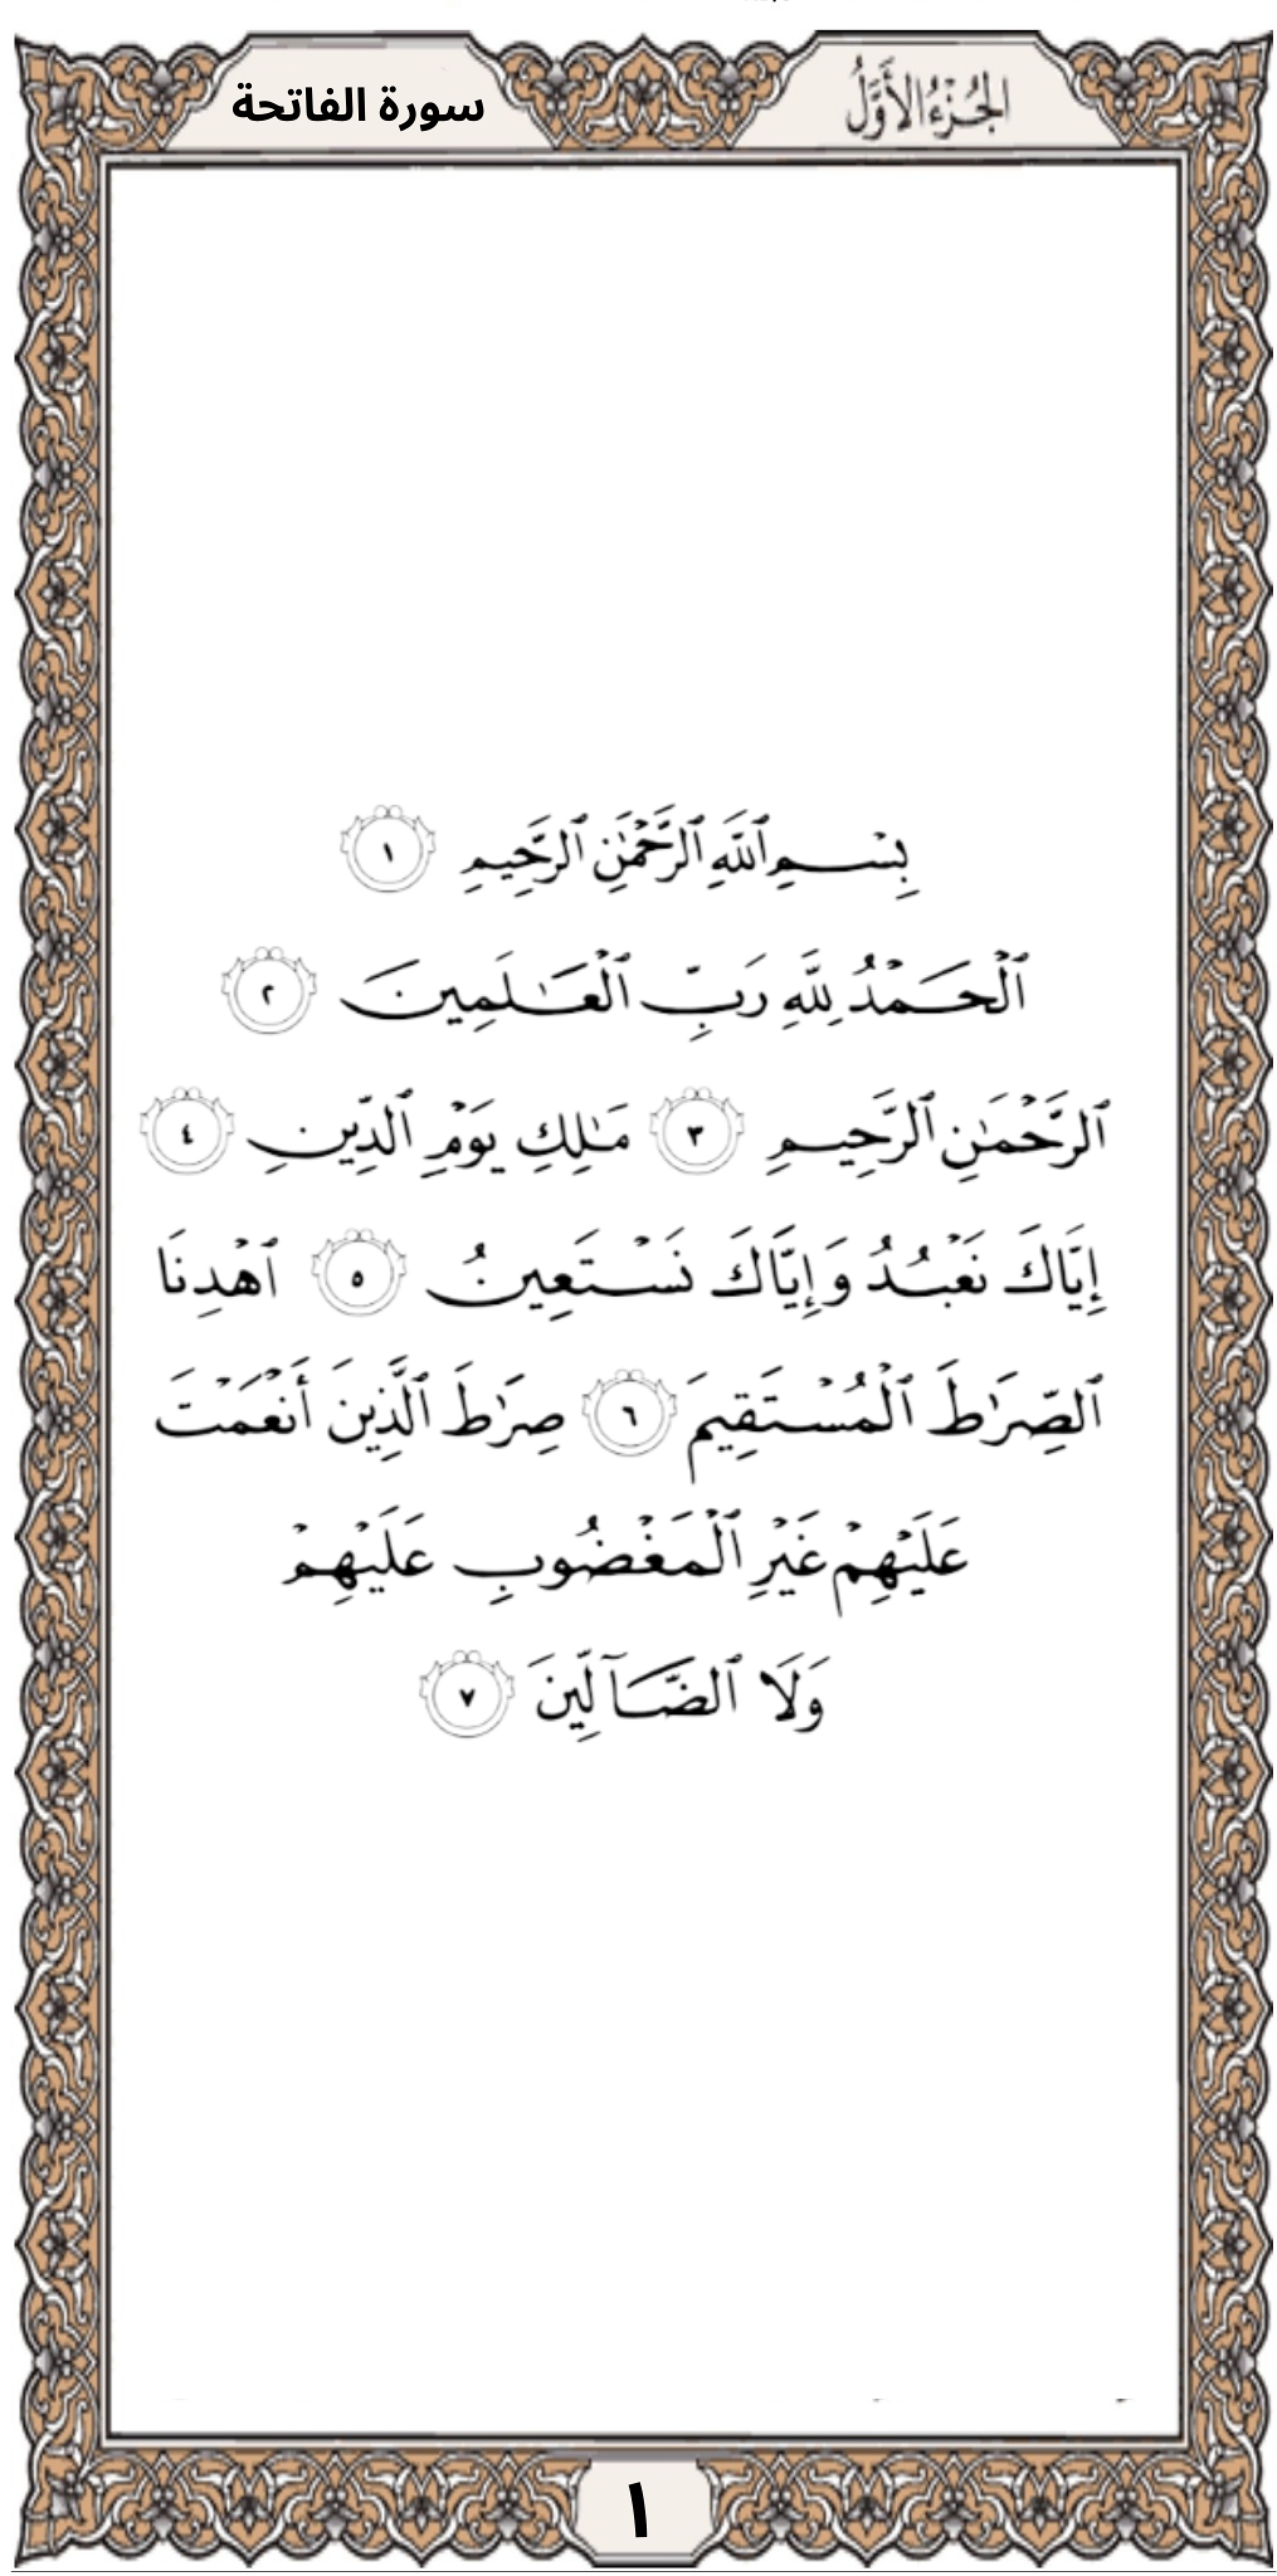 الجُزْءُ الأَوَّلُ
سورة الفاتحة
بِسْمِ ٱللَّهِ ٱلرَّحْمَٰنِ ٱلرَّحِيمِ ١
ٱلْحَمْدُ لِلَّهِ رَبِّ ٱلْعَـٰلَمِينَ ٢
ٱلرَّحْمَٰنِ ٱلرَّحِيمِ ٣ مَـٰلِكِ يَوْمِ ٱلدِّينِ ٤
إِيَّاكَ نَعْبُدُ وَإِيَّاكَ نَسْتَعِينُ ٥ ٱهْدِنَا
ٱلصِّرَٰطَ ٱلْمُسْتَقِيمَ ٦ صِرَٰطَ ٱلَّذِينَ أَنْعَمْتَ
عَلَيْهِمْ غَيْرِ ٱلْمَغْضُوبِ عَلَيْهِمْ
وَلَا ٱلضَّآلِّينَ ٧
١